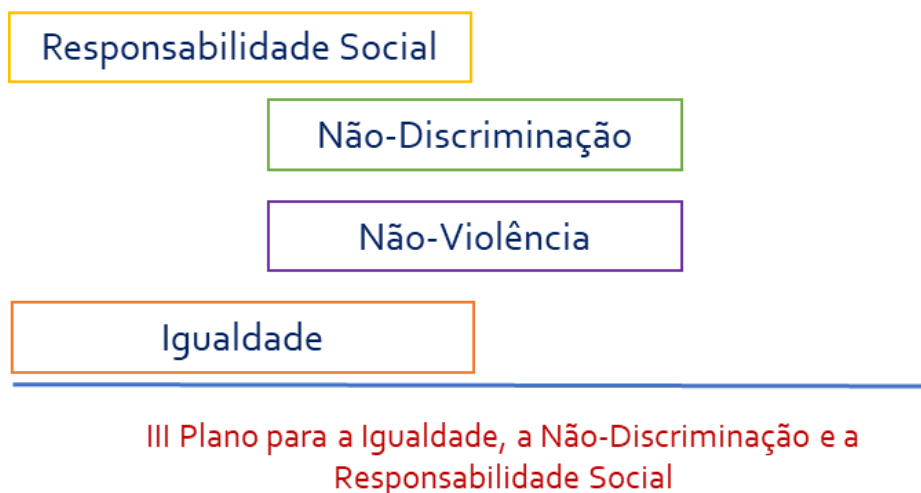 Responsabilidade Social
Não-Discriminação
Não-Violência
Igualdade
III Plano para a Igualdade, a Não-Discriminação e a
Responsabilidade Social